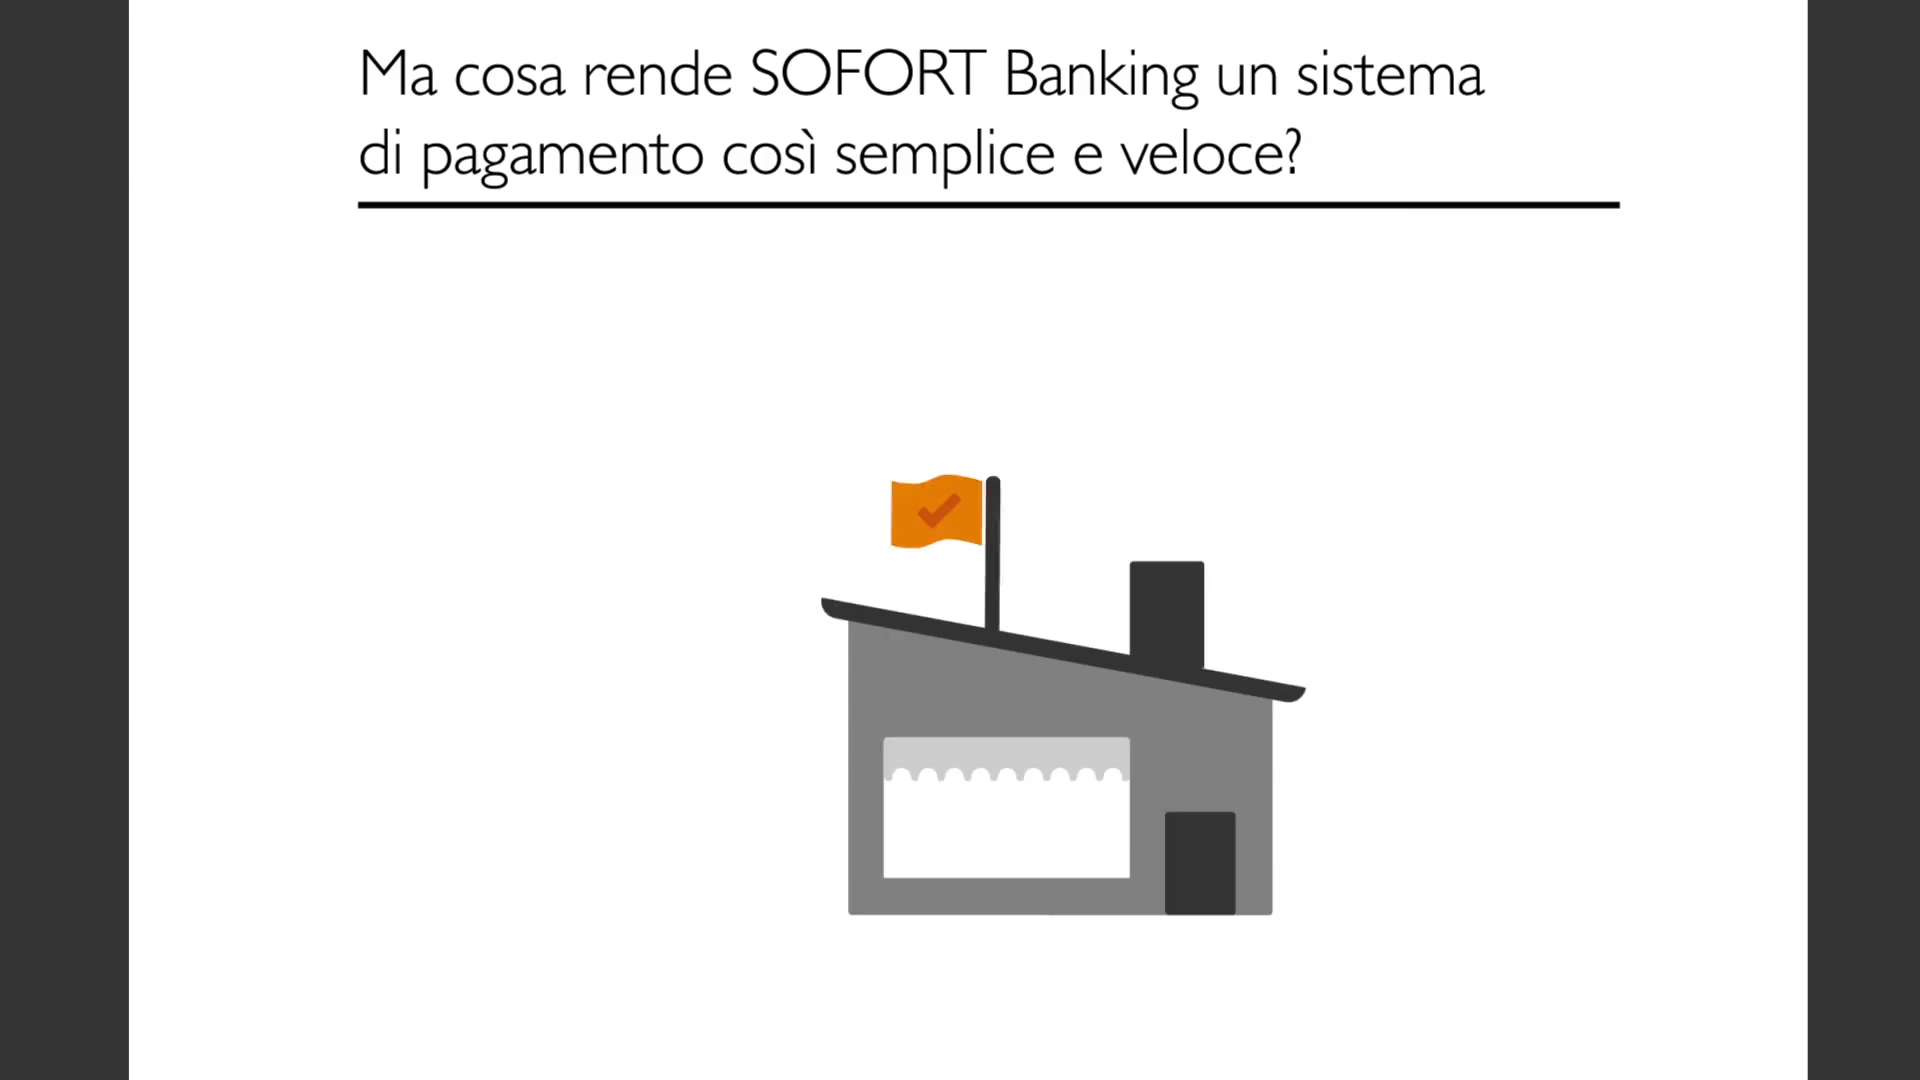 Ma cosa rende SOFORT Banking un sistema
di pagamento così semplice e veloce?